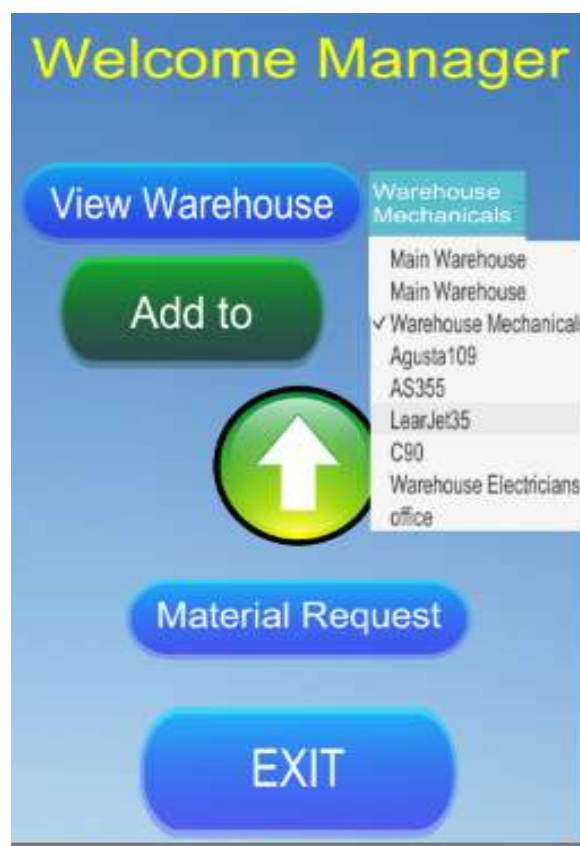 Welcome Manager
View Warehouse
Warehouse
Mechanicals
Main Warehouse
Main Warehouse
Warehouse Mechanicals
Agusta109
AS355
LearJet35
C90
Warehouse Electricians
office
Add to
Material Request
EXIT